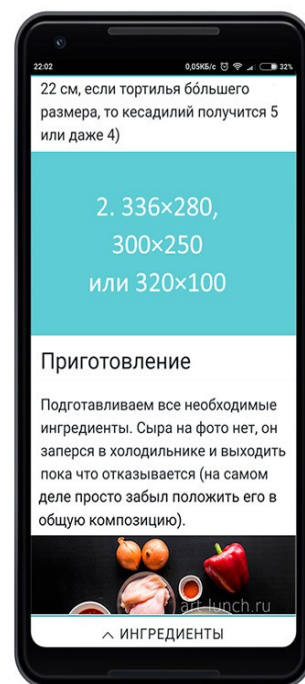 22:02 0,05КБ/с 32%
22 см, если тортилья бо́льшего
размера, то кесадилий получится 5
или даже 4)
2. 336×280,
300×250
или 320×100
Приготовление
Подготавливаем все необходимые
ингредиенты. Сыра на фото нет, он
заперся в холодильнике и выходить
пока что отказывается (на самом
деле просто забыл положить его в
общую композицию).
art-lunch.ru
ИНГРЕДИЕНТЫ